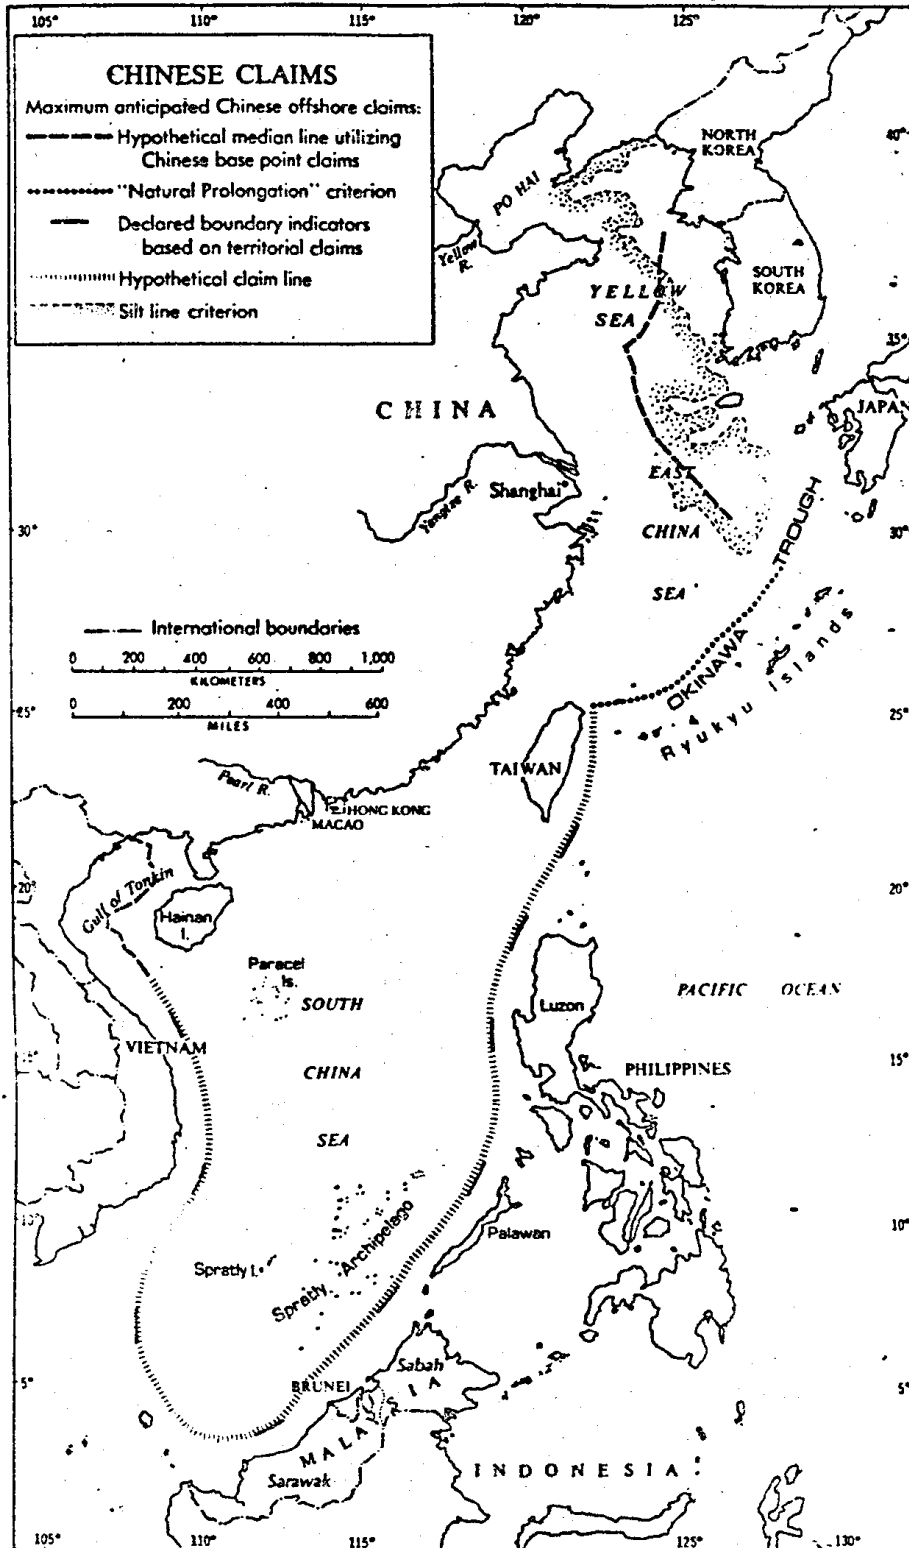 105° 110° 115° 120° 125°
CHINESE CLAIMS
Maximum anticipated Chinese offshore claims:
Hypothetical median line utilizing
Chinese base point claims
"Natural Prolongation" criterion
Declared boundary indicators
based on territorial claims
Hypothetical claim line
Silt line criterion
NORTH
KOREA
40°
PO HAI
Yellow
R.
SOUTH
KOREA
YELLOW
SEA
35°
JAPAN
CHINA
EAST
CHINA
SEA
Shanghai
Yangtze R.
30°
30°
OKINAWA TROUGH
Ryukyu Islands
International boundaries
0 200 400 600 800 1,000
KILOMETERS
0 200 400 600
MILES
25°
25°
TAIWAN
Pearl R.
HONG KONG
MACAO
20°
20°
Gulf of Tonkin
Hainan
I.
Paracel
Is.
SOUTH
CHINA
SEA
Luzon
PACIFIC OCEAN
VIETNAM
15°
15°
PHILIPPINES
10°
10°
Palawan
Spratly I.
Spratly Archipelago
5°
5°
BRUNEI
Sabah
MALAYSIA
Sarawak
INDONESIA
105° 110° 115° 120° 125° 130°